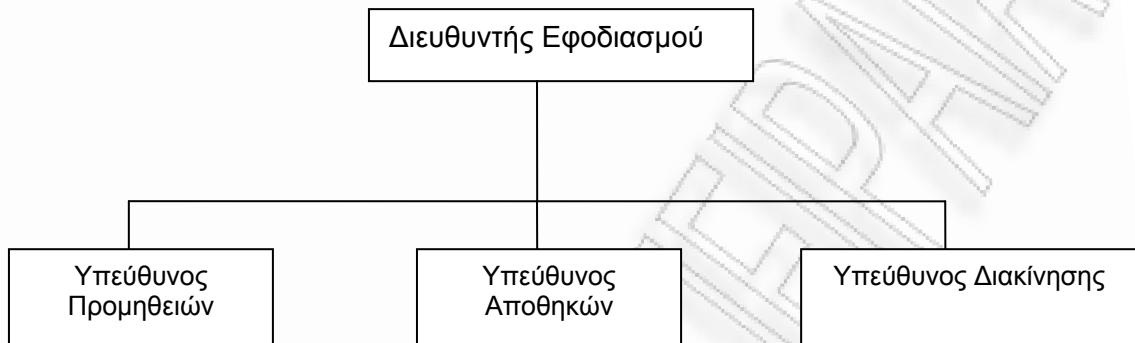 Διευθυντής Εφοδιασμού
Υπεύθυνος
Προμηθειών
Υπεύθυνος
Αποθηκών
Υπεύθυνος Διακίνησης